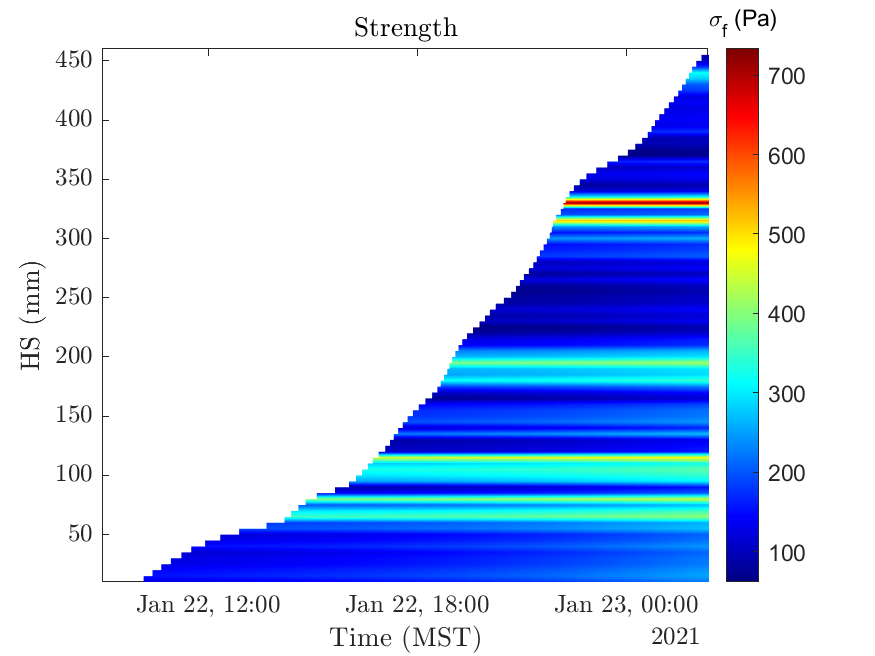 Strength
σf (Pa)
450
400
350
300
250
200
150
100
50
HS (mm)
700
600
500
400
300
200
100
Jan 22, 12:00
Jan 22, 18:00
Jan 23, 00:00
Time (MST)
2021